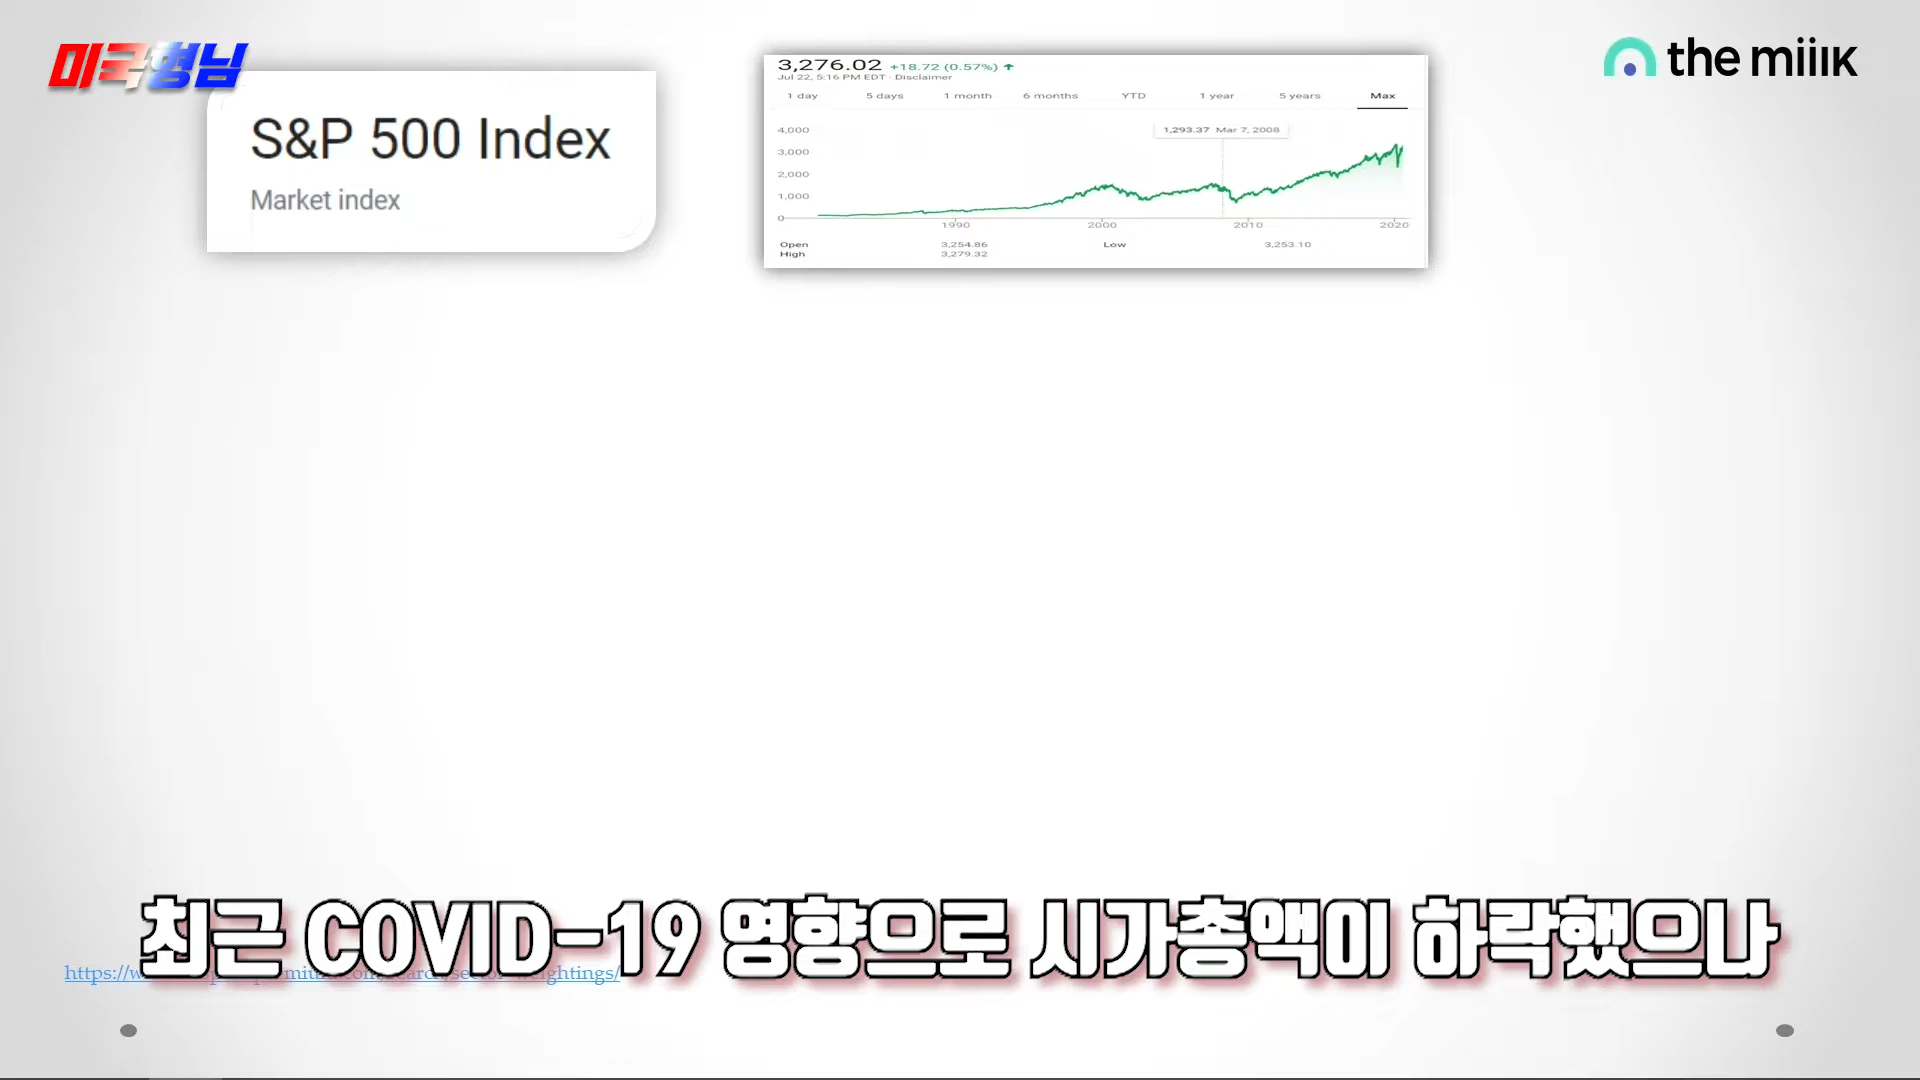 미국형님
the miilk
S&P 500 Index
Market index
3,276.02 +18.72 (0.57%) ↑
Jul 22, 5:16 PM EDT · Disclaimer
1 day 5 days 1 month 6 months YTD 1 year 5 years Max
1,293.37 Mar 7, 2008
4,000
3,000
2,000
1,000
0
1990 2000 2010 2020
Open 3,254.86 Low 3,253.10
High 3,279.32
최근 COVID-19 영향으로 시가총액이 하락했으나